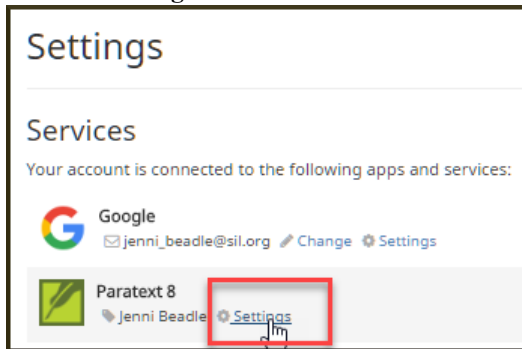 Settings
Services
Your account is connected to the following apps and services:
Google
jenni_beadle@sil.org Change Settings
Paratext 8
Jenni Beadle Settings